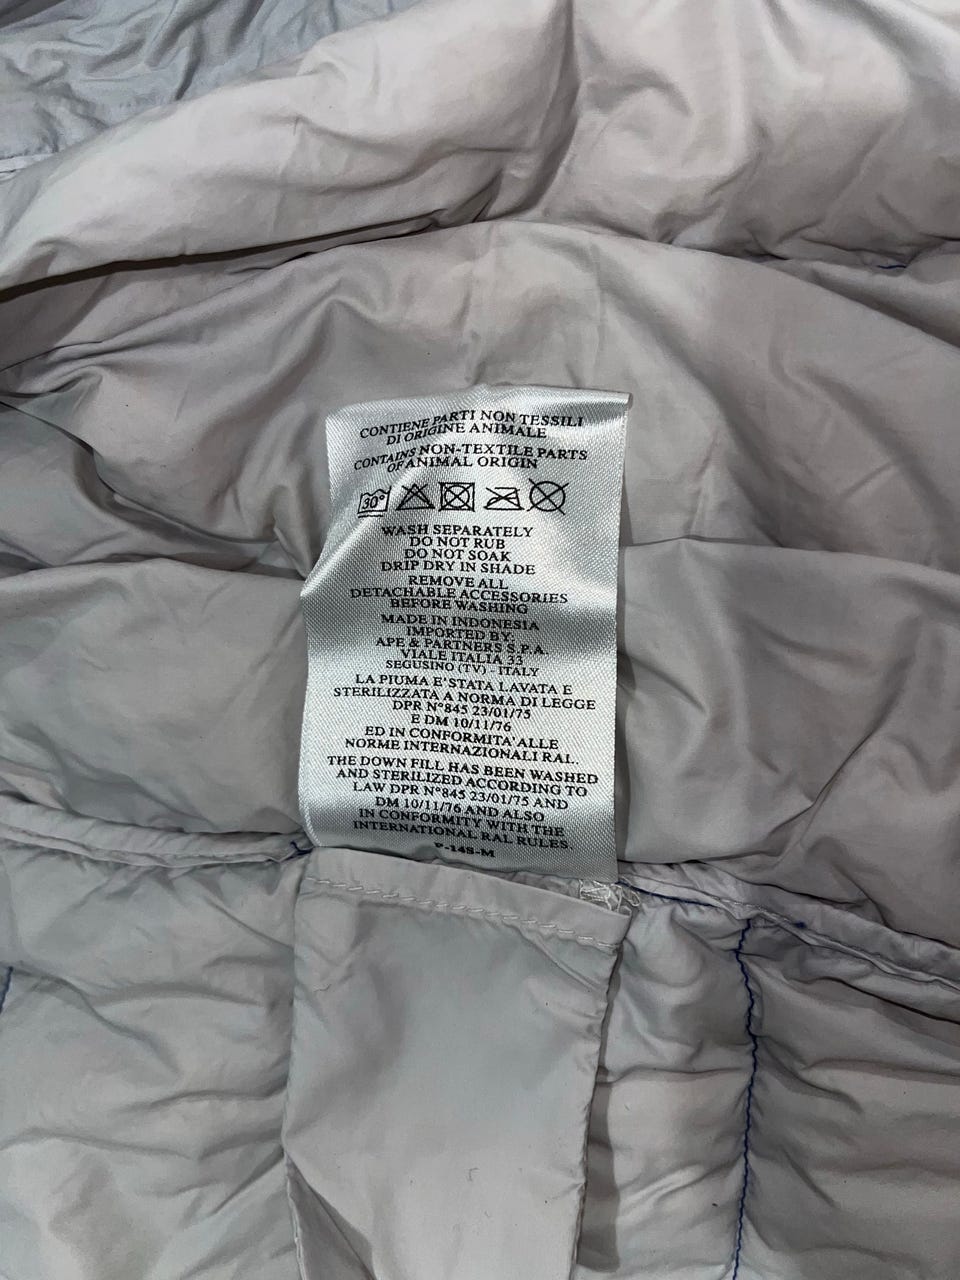 CONTIENE PARTI NON TESSILI
DI ORIGINE ANIMALE
CONTAINS NON-TEXTILE PARTS
OF ANIMAL ORIGIN
30°
WASH SEPARATELY
DO NOT RUB
DO NOT SOAK
DRIP DRY IN SHADE
REMOVE ALL
DETACHABLE ACCESSORIES
BEFORE WASHING
MADE IN INDONESIA
IMPORTED BY:
APE & PARTNERS S.P.A.
VIALE ITALIA 33
SEGUSINO (TV) - ITALY
LA PIUMA E'STATA LAVATA E
STERILIZZATA A NORMA DI LEGGE
DPR N°845 23/01/75
E DM 10/11/76
ED IN CONFORMITA'ALLE
NORME INTERNAZIONALI RAL.
THE DOWN FILL HAS BEEN WASHED
AND STERILIZED ACCORDING TO
LAW DPR N°845 23/01/75 AND
DM 10/11/76 AND ALSO
IN CONFORMITY WITH THE
INTERNATIONAL RAL RULES.
P-14S-M